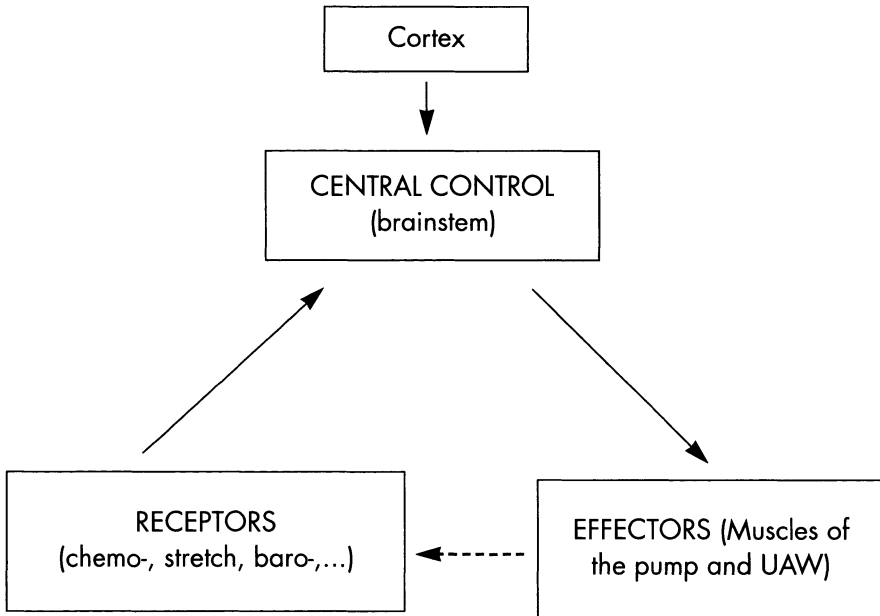 Cortex
CENTRAL CONTROL
(brainstem)
RECEPTORS
(chemo-, stretch, baro-,...)
EFFECTORS (Muscles of
the pump and UAW)